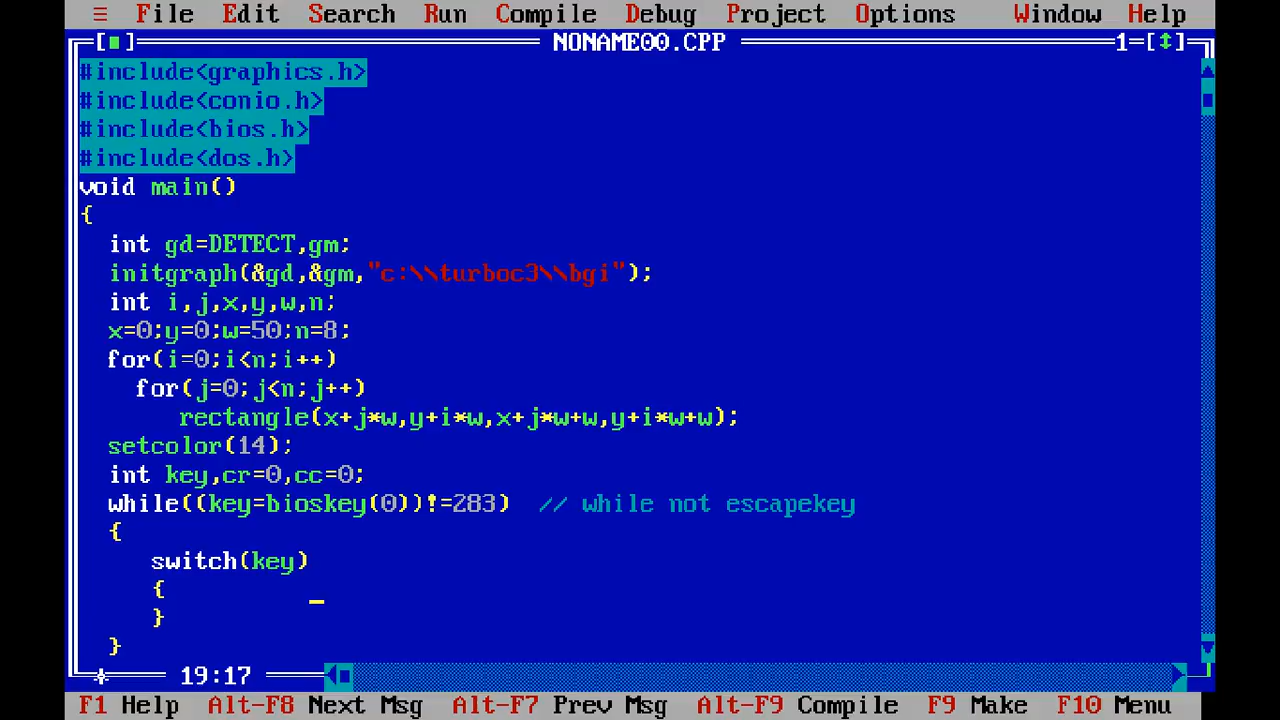 ≡ File Edit Search Run Compile Debug Project Options Window Help
[■] NONAME00.CPP 1=[↕]
#include<graphics.h>
#include<conio.h>
#include<bios.h>
#include<dos.h>
void main()
{
int gd=DETECT,gm;
initgraph(&gd,&gm,"c:\\turboc3\\bgi");
int i,j,x,y,w,n;
x=0;y=0;w=50;n=8;
for(i=0;i<n;i++)
for(j=0;j<n;j++)
rectangle(x+j*w,y+i*w,x+j*w+w,y+i*w+w);
setcolor(14);
int key,cr=0,cc=0;
while((key=bioskey(0))!=283) // while not escapekey
{
switch(key)
{
}
}
19:17
F1 Help Alt-F8 Next Msg Alt-F7 Prev Msg Alt-F9 Compile F9 Make F10 Menu